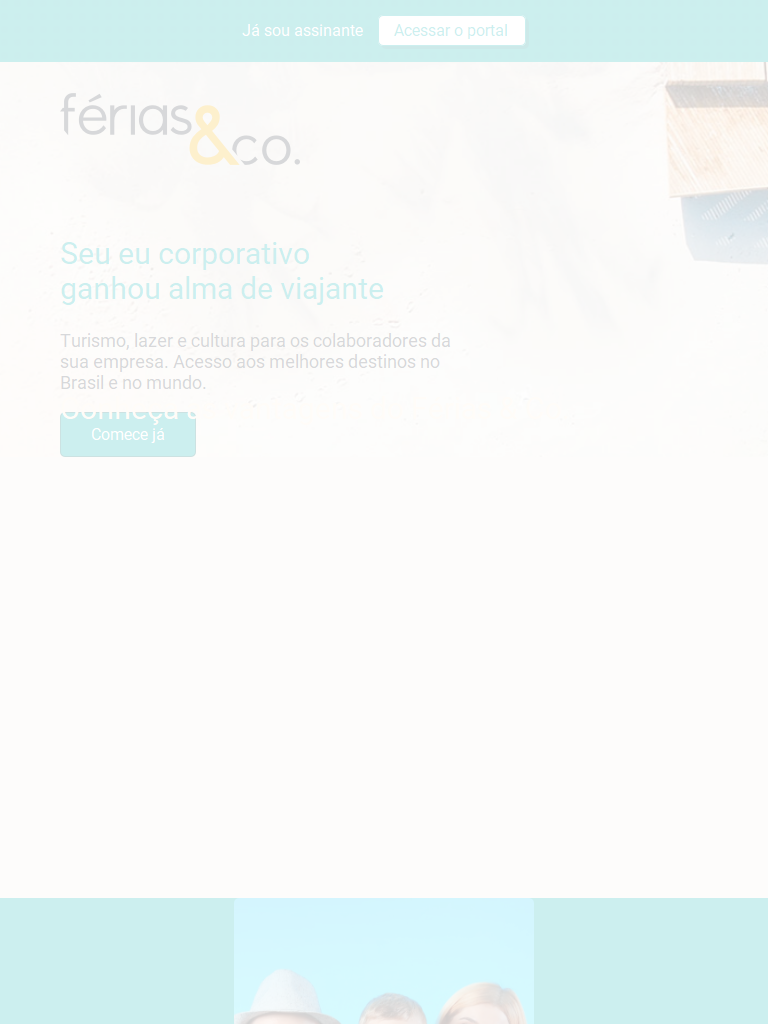 Já sou assinante
Acessar o portal
férias&co.
Seu eu corporativo
ganhou alma de viajante
Turismo, lazer e cultura para os colaboradores da
sua empresa. Acesso aos melhores destinos no
Brasil e no mundo.
Conheça
Comece já